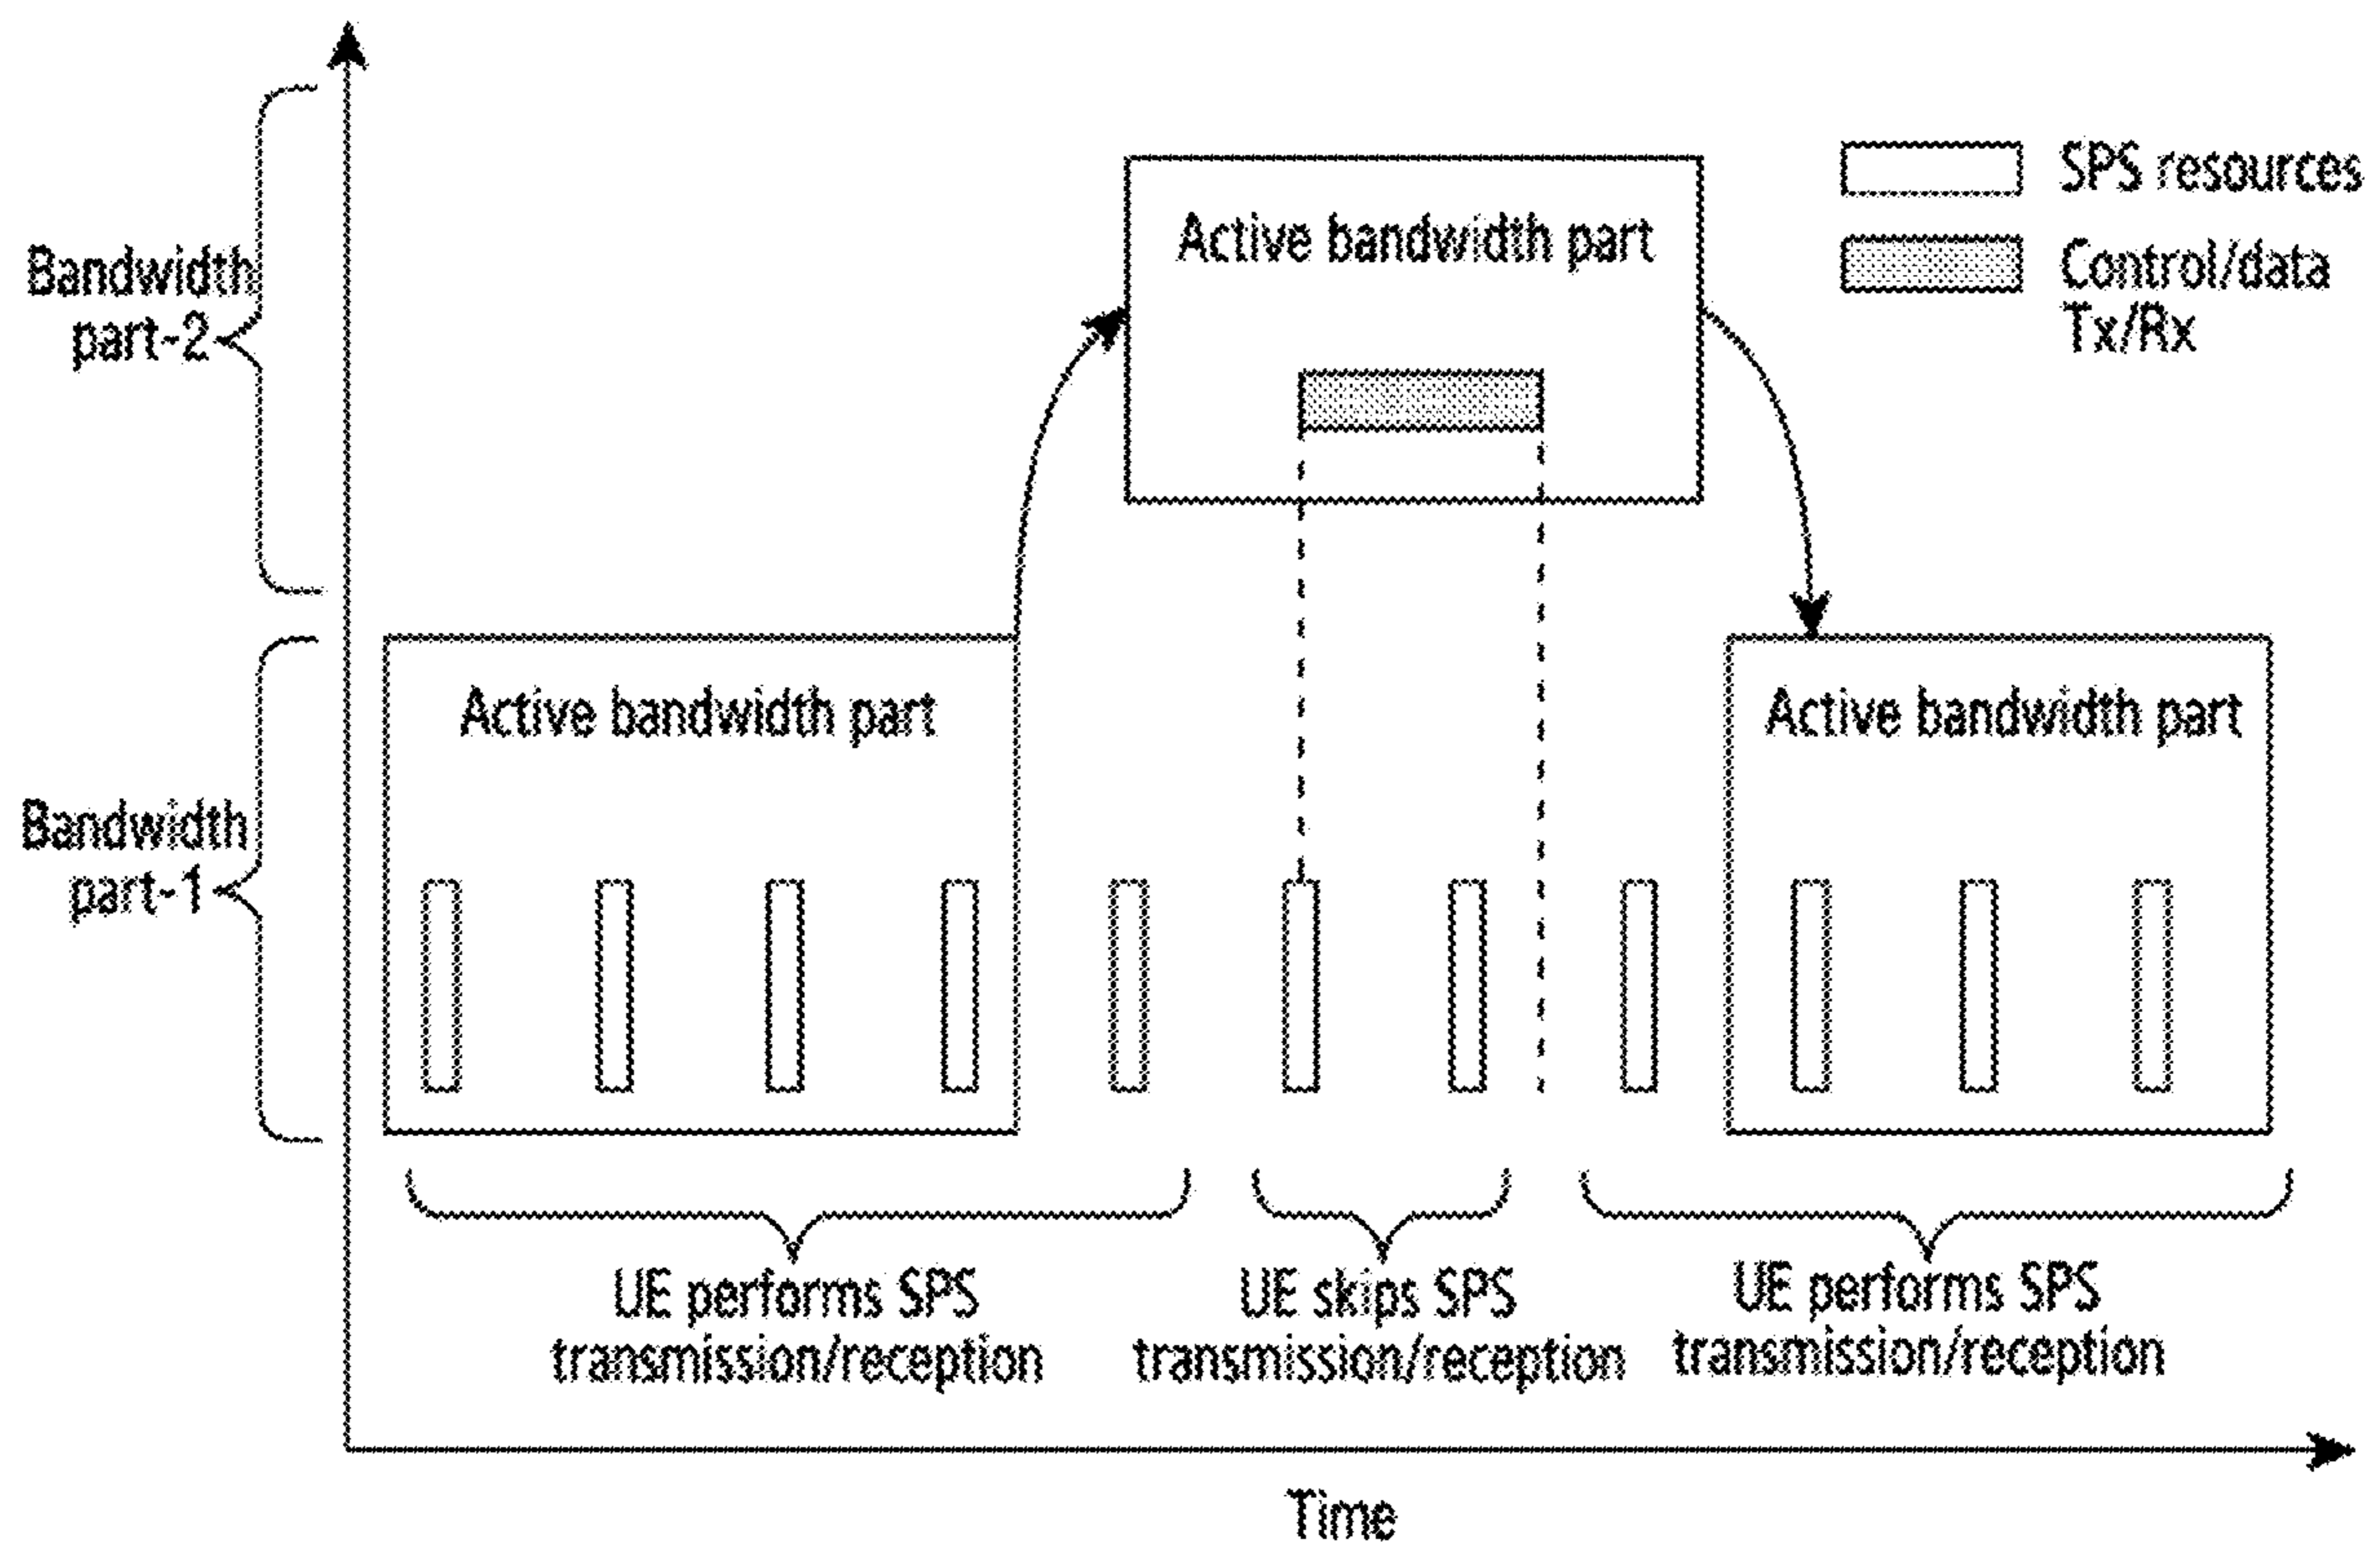 Bandwidth
part-2
Active bandwidth part
SPS resources
Control/data
Tx/Rx
Bandwidth
part-1
Active bandwidth part
Active bandwidth part
UE performs SPS
transmission/reception
UE skips SPS
transmission/reception
UE performs SPS
transmission/reception
Time